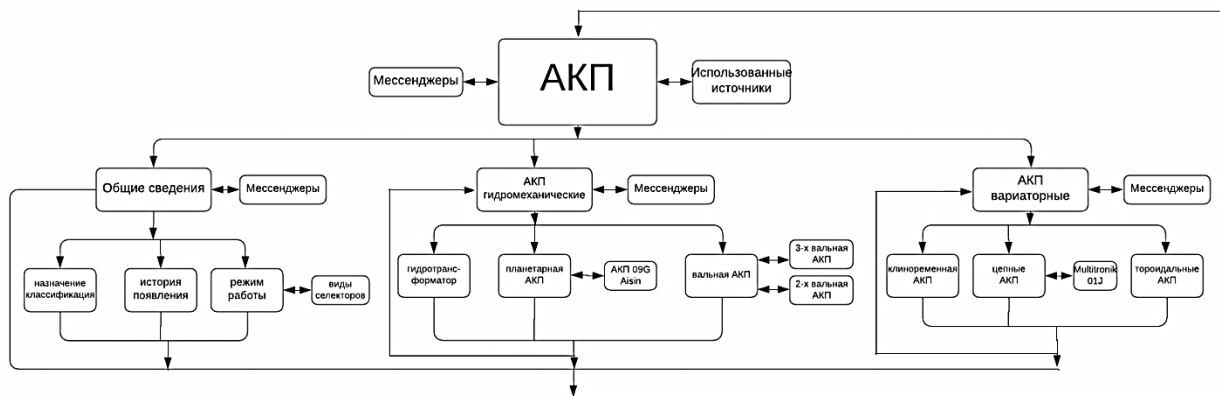 АКП
Мессенджеры
Использованные
источники
Общие сведения
Мессенджеры
АКП
гидромеханические
Мессенджеры
АКП
вариаторные
Мессенджеры
назначение
классификация
история
появления
режим
работы
виды
селекторов
гидротранс-
форматор
планетарная
АКП
АКП 09G
Aisin
вальная АКП
3-х вальная
АКП
2-х вальная
АКП
клиноременная
АКП
цепные
АКП
Multitronik
01J
тороидальные
АКП